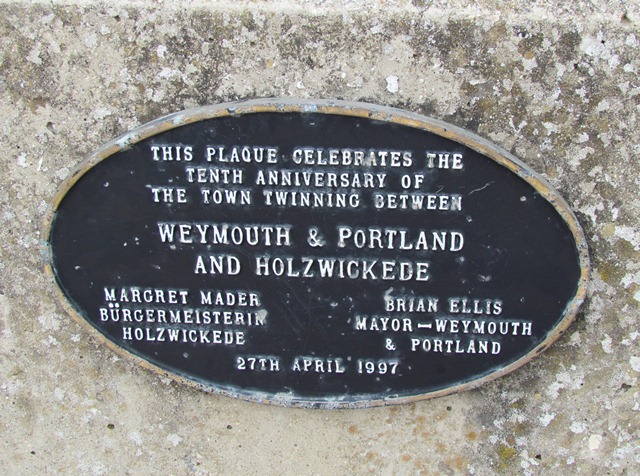 THIS PLAQUE CELEBRATES THE
TENTH ANNIVERSARY OF
THE TOWN TWINNING BETWEEN
WEYMOUTH & PORTLAND
AND HOLZWICKEDE
MARGRET MADER
BÜRGERMEISTERIN
HOLZWICKEDE
BRIAN ELLIS
MAYOR—WEYMOUTH
& PORTLAND
27TH APRIL 1997